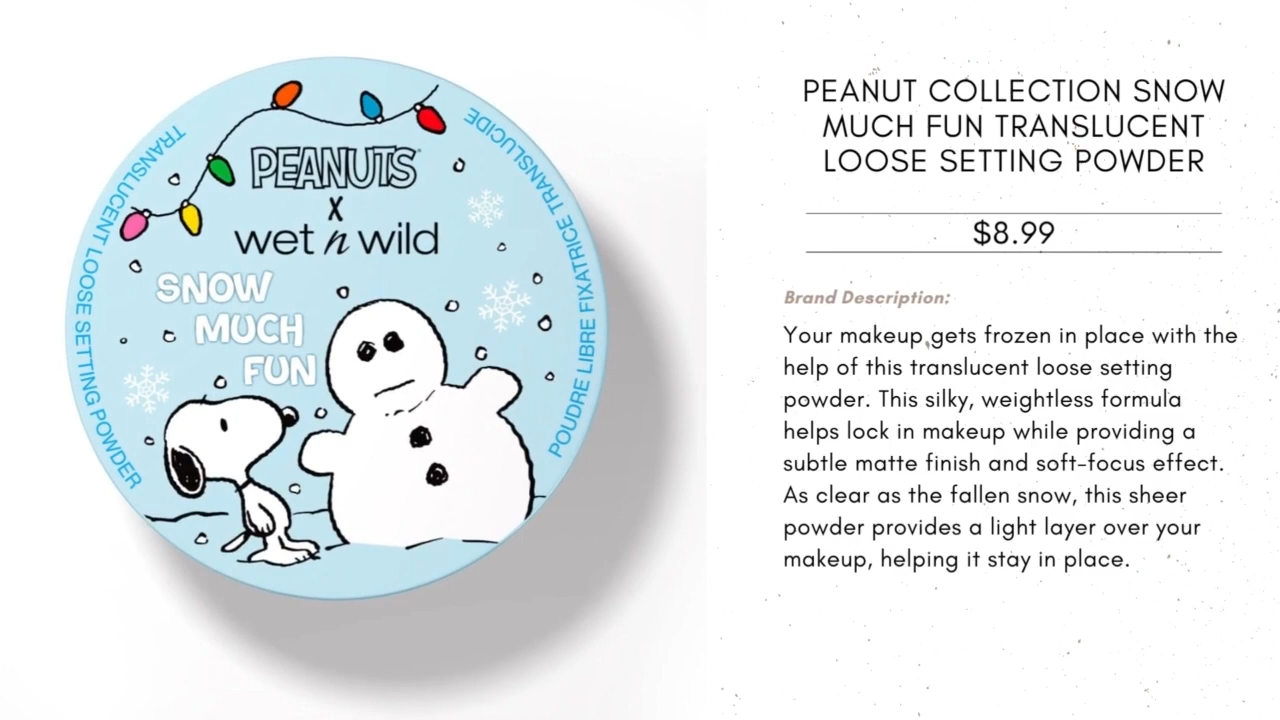 TRANSLUCENT LOOSE SETTING POWDER
POUDRE LIBRE FIXATRICE TRANSLUCIDE
PEANUTS
X
wet n wild
SNOW
MUCH
FUN
PEANUT COLLECTION SNOW
MUCH FUN TRANSLUCENT
LOOSE SETTING POWDER
$8.99
Brand Description:
Your makeup gets frozen in place with the
help of this translucent loose setting
powder. This silky, weightless formula
helps lock in makeup while providing a
subtle matte finish and soft-focus effect.
As clear as the fallen snow, this sheer
powder provides a light layer over your
makeup, helping it stay in place.